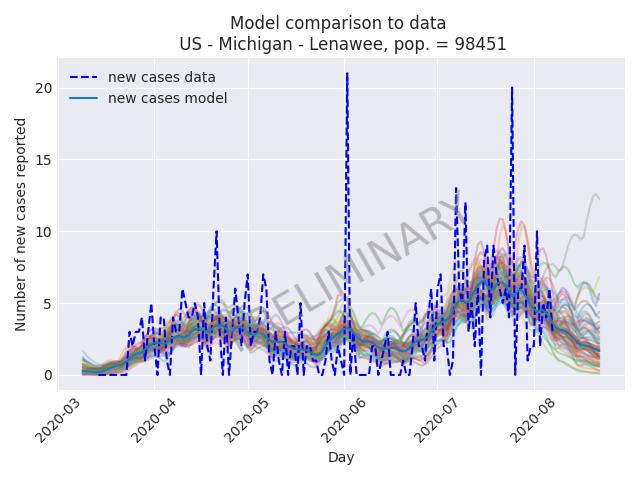 Model comparison to data
US - Michigan - Lenawee, pop. = 98451
new cases data
new cases model
PRELIMINARY
Number of new cases reported
20
15
10
5
0
2020-03
2020-04
2020-05
2020-06
2020-07
2020-08
Day